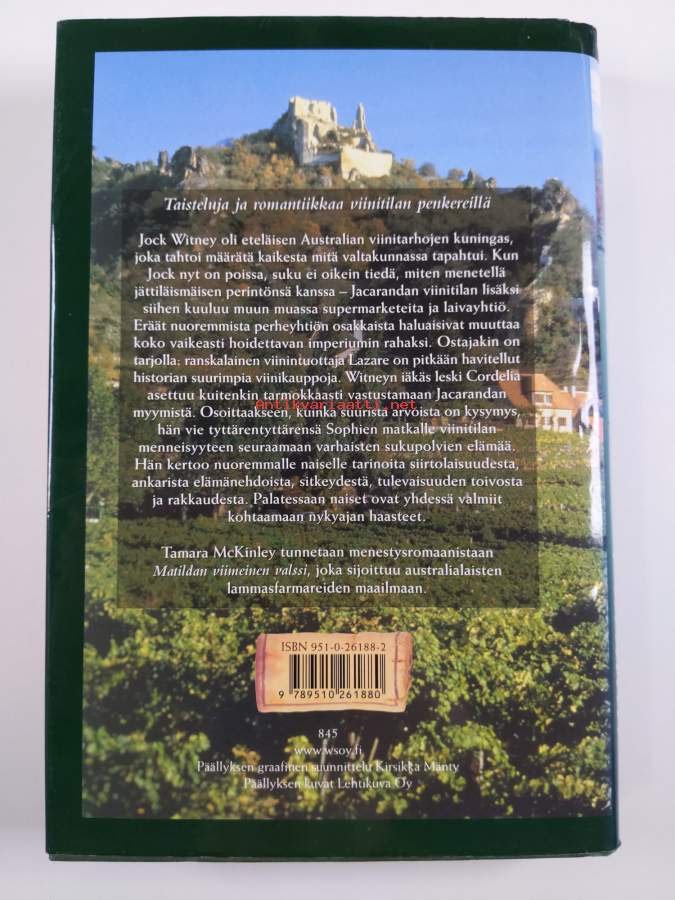 Taisteluja ja romantiikkaa viinitilan penkereillä
Jock Witney oli eteläisen Australian viinitarhojen kuningas,
joka tahtoi määrätä kaikesta mitä valtakunnassa tapahtui. Kun
Jock nyt on poissa, suku ei oikein tiedä, miten menetellä
jättiläismäisen perintönsä kanssa – Jacarandan viinitilan lisäksi
siihen kuuluu muun muassa supermarketeita ja laivayhtiö.
Eräät nuoremmista perheyhtiön osakkaista haluaisivat muuttaa
koko vaikeasti hoidettavan imperiumin rahaksi. Ostajakin on
tarjolla: ranskalainen viinintuottaja Lazare on pitkään havitellut
historian suurimpia viinikauppoja. Witneyn iäkäs leski Cordelia
asettuu kuitenkin tarmokkaasti vastustamaan Jacarandan
Antikvariaatti.net
myymistä. Osoittaakseen, kuinka suurista arvoista on kysymys,
hän vie tyttärentyttärensä Sophien matkalle viinitilan
menneisyyteen seuraamaan varhaisten sukupolvien elämää.
Hän kertoo nuoremmalle naiselle tarinoita siirtolaisuudesta,
ankarista elämänehdoista, sitkeydestä, tulevaisuuden toivosta
ja rakkaudesta. Palatessaan naiset ovat yhdessä valmiit
kohtaamaan nykyajan haasteet.
Tamara McKinley tunnetaan menestysromaanistaan
Matildan viimeinen valssi, joka sijoittuu australialaisten
lammasfarmareiden maailmaan.
ISBN 951-0-26188-2
9 789510 261880
845
www.wsoy.fi
Päällyksen graafinen suunnittelu Kirsikka Mänty
Päällyksen kuvat Lehtikuva Oy